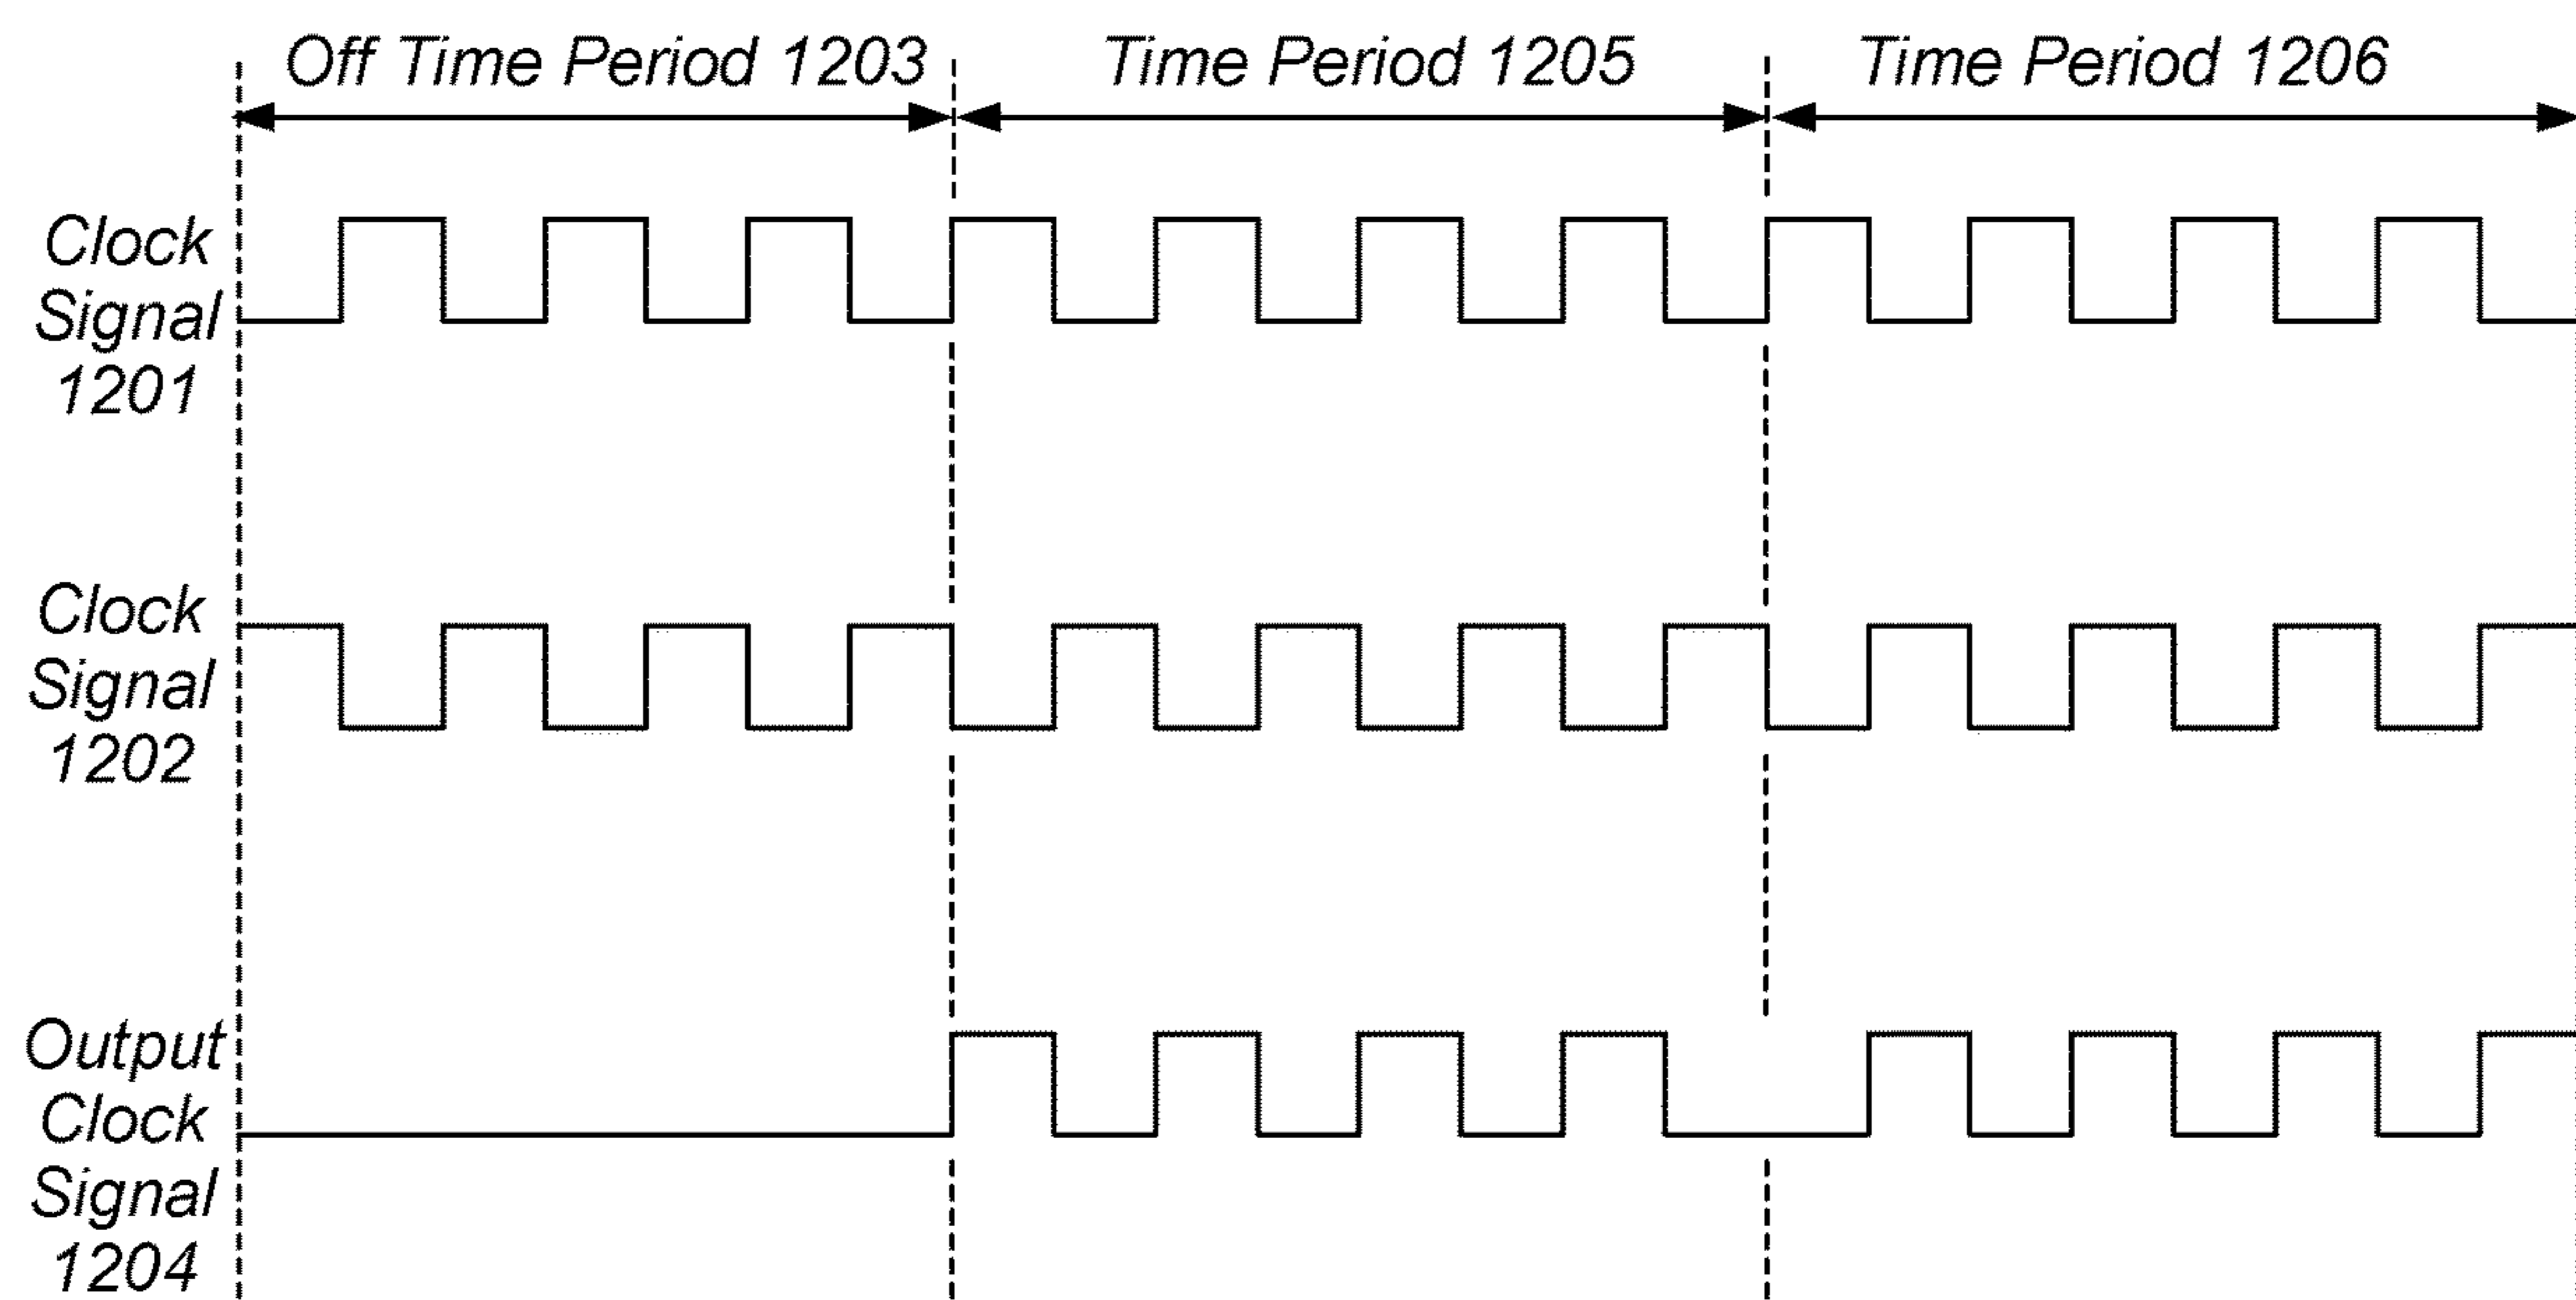 Off Time Period 1203
Time Period 1205
Time Period 1206
Clock
Signal
1201
Clock
Signal
1202
Output
Clock
Signal
1204